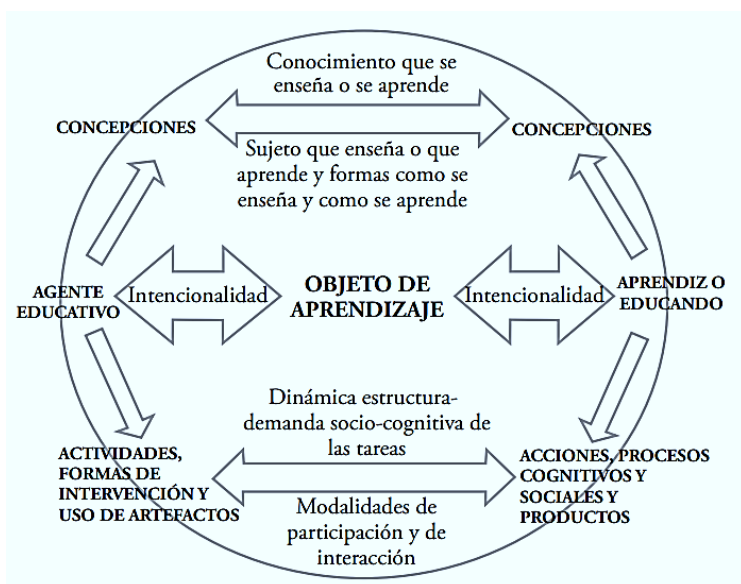 Conocimiento que se
enseña o se aprende
CONCEPCIONES
CONCEPCIONES
Sujeto que enseña o que
aprende y formas como se
enseña y como se aprende
AGENTE
EDUCATIVO
Intencionalidad
OBJETO DE
APRENDIZAJE
Intencionalidad
APRENDIZ O
EDUCANDO
Dinámica estructura-
demanda socio-cognitiva de
las tareas
ACTIVIDADES,
FORMAS DE
INTERVENCIÓN Y
USO DE ARTEFACTOS
ACCIONES, PROCESOS
COGNITIVOS Y
SOCIALES Y
PRODUCTOS
Modalidades de
participación y de
interacción